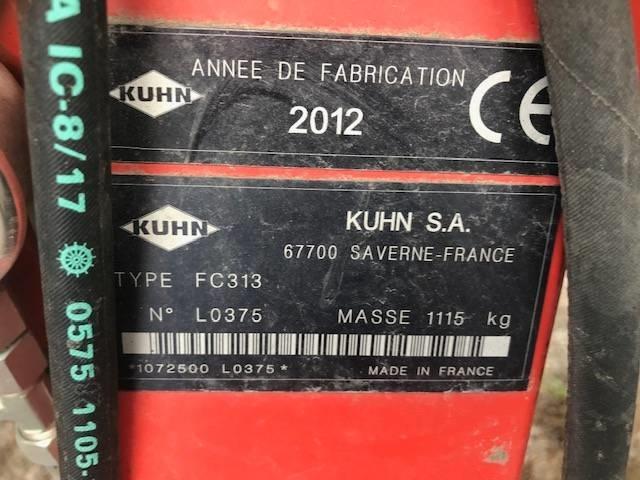 KUHN
ANNEE DE FABRICATION
2012
CE
KUHN
KUHN S.A.
67700 SAVERNE-FRANCE
TYPE FC313
N° L0375 MASSE 1115 kg
*1072500 L0375* MADE IN FRANCE
A IC-8/17 0575 1105-